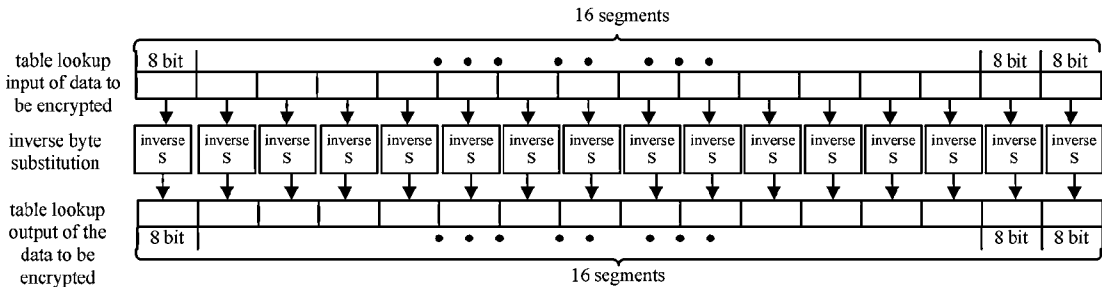 16 segments
table lookup
input of data to
be encrypted
8 bit
8 bit
8 bit
inverse byte
substitution
inverse
S
inverse
S
inverse
S
inverse
S
inverse
S
inverse
S
inverse
S
inverse
S
inverse
S
inverse
S
inverse
S
inverse
S
inverse
S
inverse
S
inverse
S
inverse
S
table lookup
output of the
data to be
encrypted
8 bit
8 bit
8 bit
16 segments